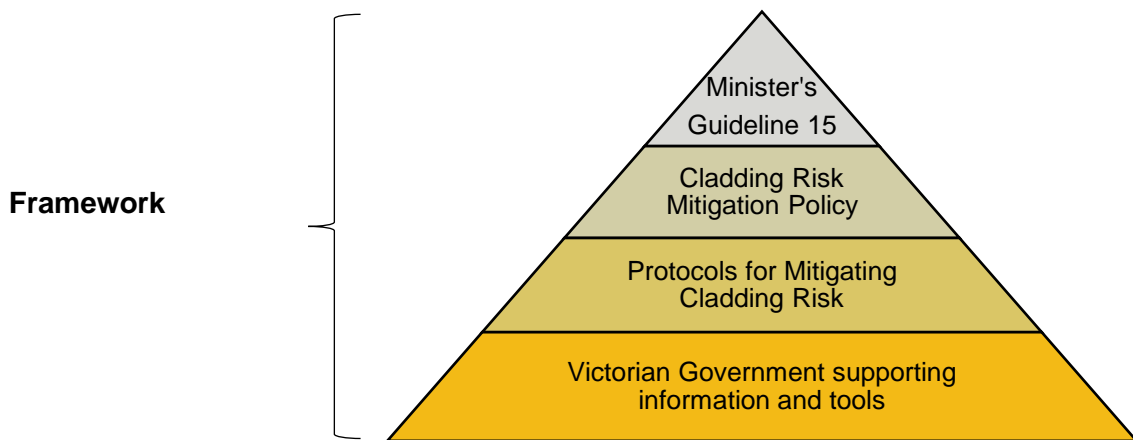 Framework
Minister's
Guideline 15
Cladding Risk
Mitigation Policy
Protocols for Mitigating
Cladding Risk
Victorian Government supporting
information and tools